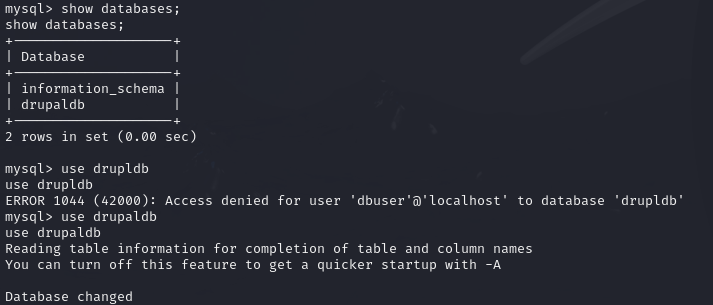 mysql> show databases;
show databases;
+--------------------+
| Database           |
+--------------------+
| information_schema |
| drupaldb           |
+--------------------+
2 rows in set (0.00 sec)
mysql> use drupldb
use drupldb
ERROR 1044 (42000): Access denied for user 'dbuser'@'localhost' to database 'drupldb'
mysql> use drupaldb
use drupaldb
Reading table information for completion of table and column names
You can turn off this feature to get a quicker startup with -A
Database changed